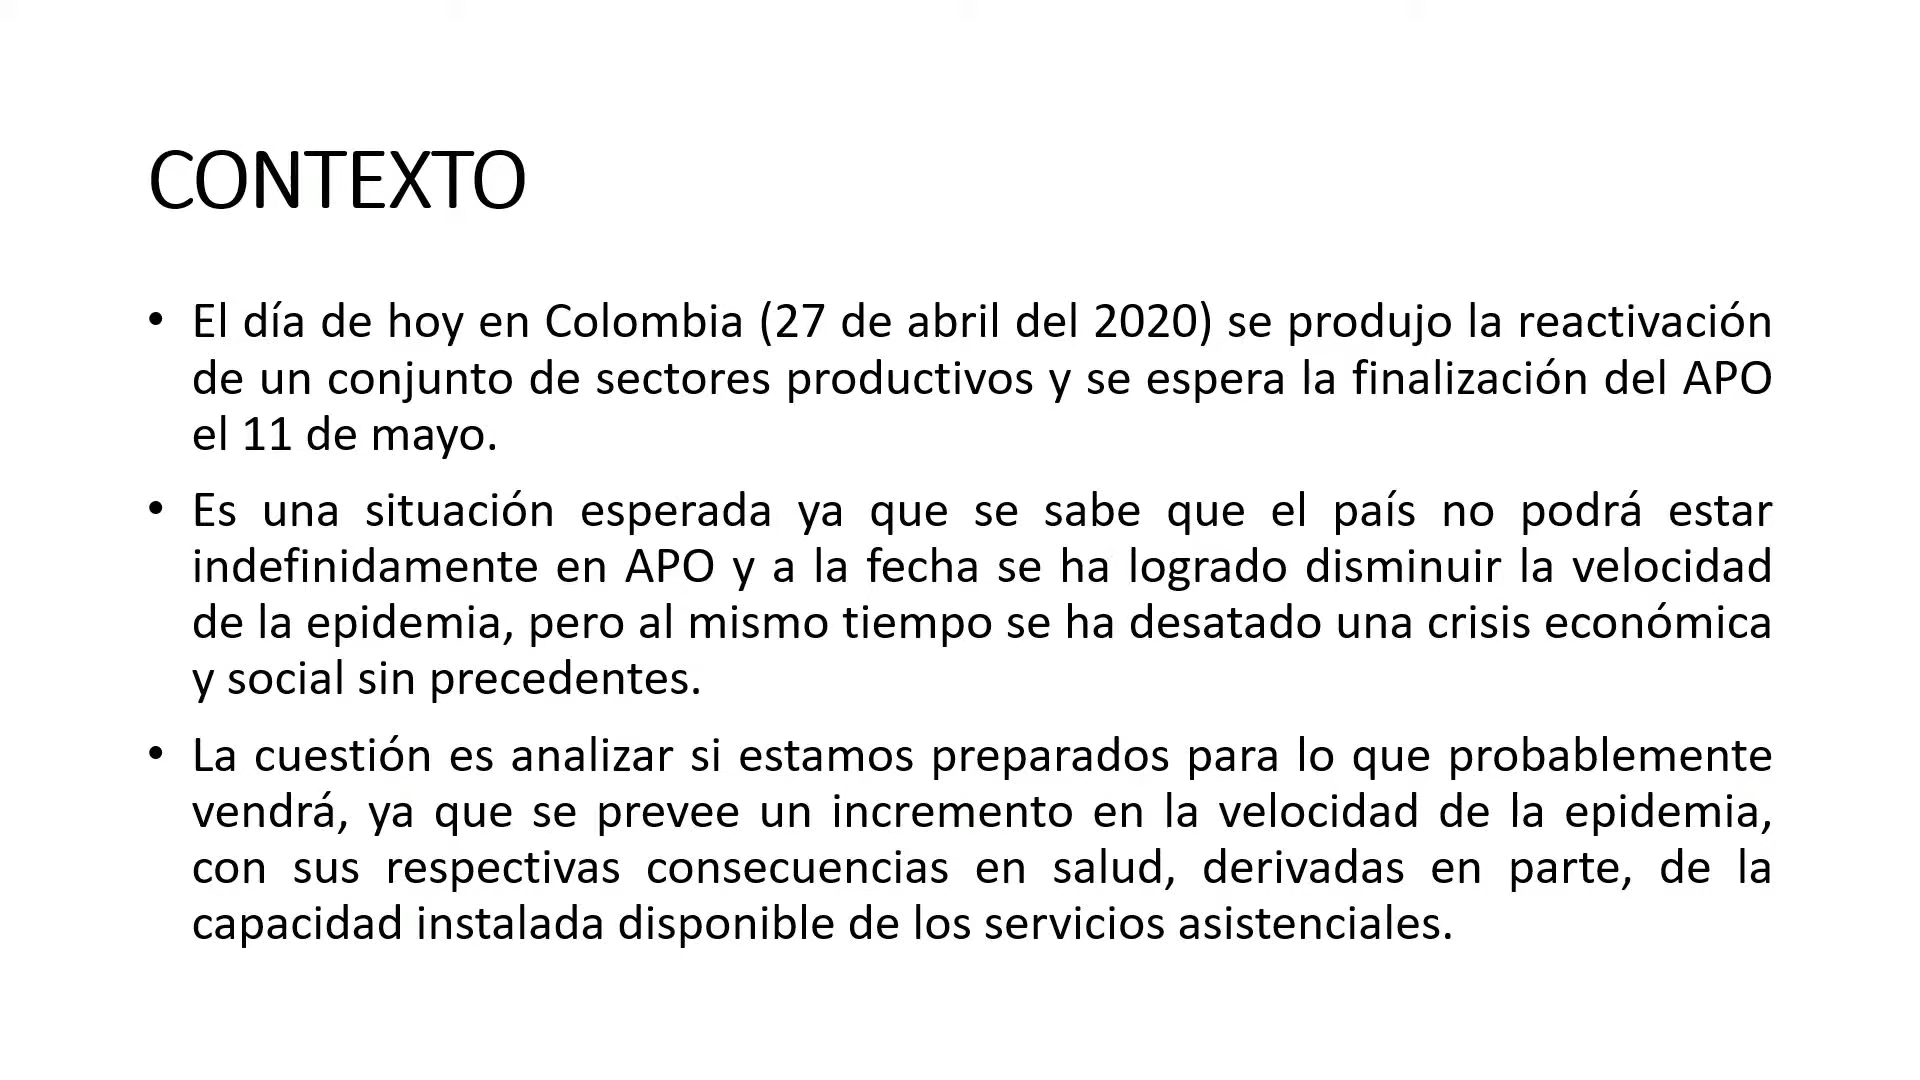 CONTEXTO
• El día de hoy en Colombia (27 de abril del 2020) se produjo la reactivación
de un conjunto de sectores productivos y se espera la finalización del APO
el 11 de mayo.
• Es una situación esperada ya que se sabe que el país no podrá estar
indefinidamente en APO y a la fecha se ha logrado disminuir la velocidad
de la epidemia, pero al mismo tiempo se ha desatado una crisis económica
y social sin precedentes.
• La cuestión es analizar si estamos preparados para lo que probablemente
vendrá, ya que se prevee un incremento en la velocidad de la epidemia,
con sus respectivas consecuencias en salud, derivadas en parte, de la
capacidad instalada disponible de los servicios asistenciales.